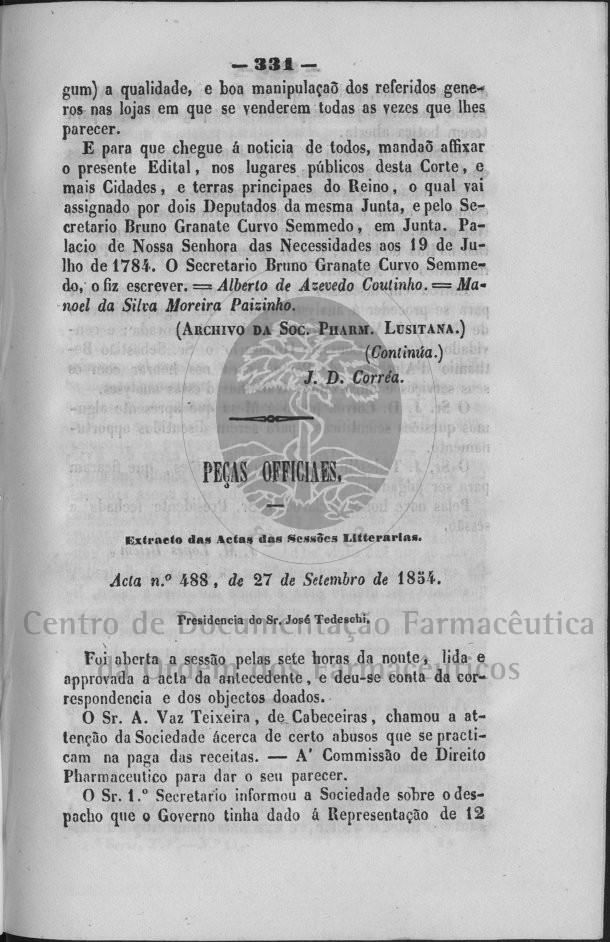 — 331 —
gum) a qualidade, e boa manipulaçaõ dos referidos gene-
ros nas lojas em que se venderem todas as vezes que lhes
parecer.
E para que chegue á noticia de todos, mandaõ affixar
o presente Edital, nos lugares públicos desta Corte, e
mais Cidades, e terras principaes do Reino, o qual vai
assignado por dois Deputados da mesma Junta, e pelo Se-
cretario Bruno Granate Curvo Semmedo, em Junta. Pa-
lacio de Nossa Senhora das Necessidades aos 19 de Ju-
lho de 1784. O Secretario Bruno Granate Curvo Semme-
do, o fiz escrever. = Alberto de Azevedo Coutinho. = Ma-
noel da Silva Moreira Paizinho.
(ARCHIVO DA SOC. PHARM. LUSITANA.)
(Continúa.)
J. D. Corrêa.
PEÇAS OFFICIAES.
Extracto das Actas das Sessões Litterarias.
Acta n.º 488, de 27 de Setembro de 1854.
Presidencia do Sr. José Tedeschi.
Centro de Documentação Farmacêutica
da Ordem dos Farmacêuticos
Foi aberta a sessão pelas sete horas da noute, lida e
approvada a acta da antecedente, e deu-se conta da cor-
respondencia e dos objectos doados.
O Sr. A. Vaz Teixeira, de Cabeceiras, chamou a at-
tenção da Sociedade ácerca de certo abusos que se practi-
cam na paga das receitas. — A' Commissão de Direito
Pharmaceutico para dar o seu parecer.
O Sr. 1.º Secretario informou a Sociedade sobre o des-
pacho que o Governo tinha dado á Representação de 12